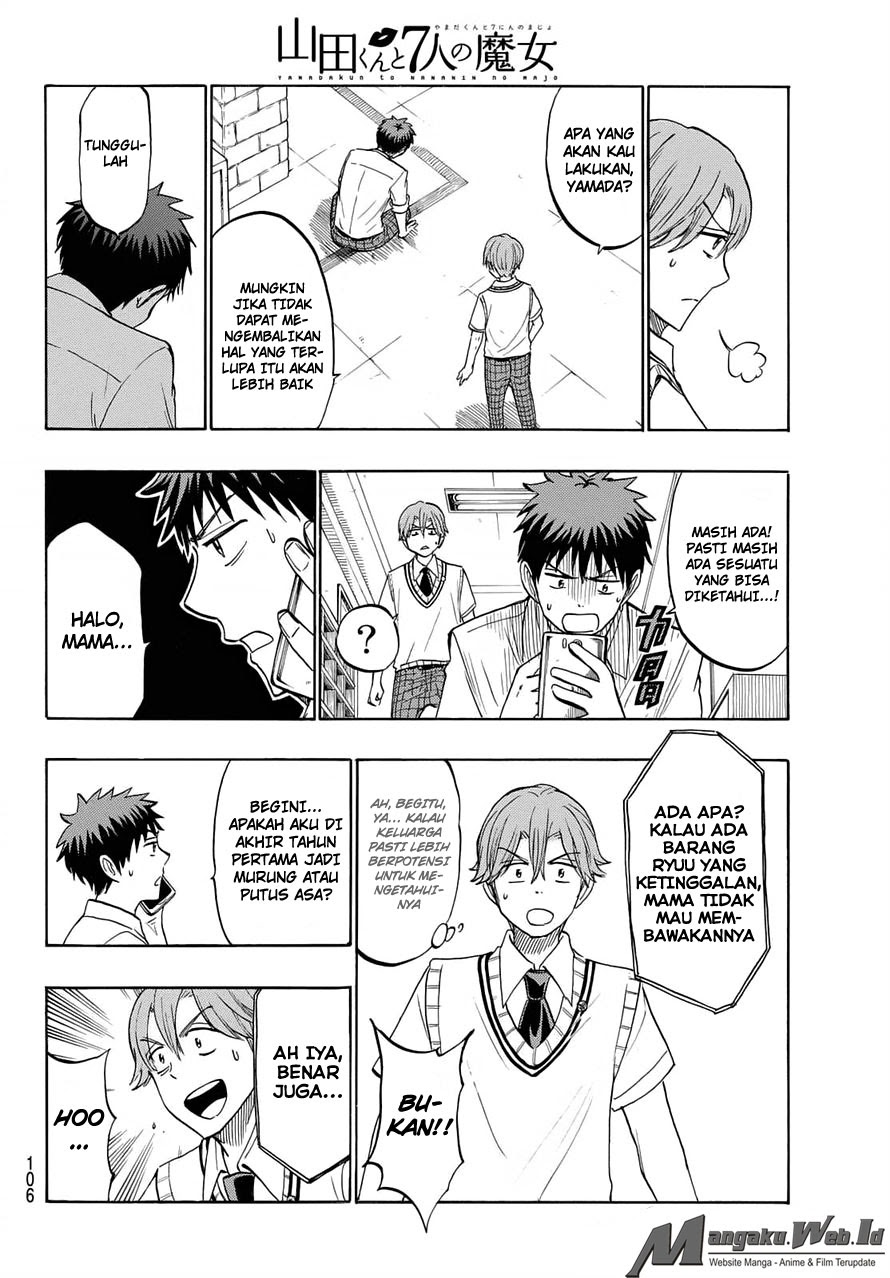 やまだくんと7にんのまじょ
山田くんと7人の魔女
YAMADAKUN TO NANANIN NO MAJO
APA YANG
AKAN KAU
LAKUKAN,
YAMADA?
MUNGKIN
JIKA TIDAK
DAPAT ME-
NGEMBALIKAN
HAL YANG TER-
LUPA ITU AKAN
LEBIH BAIK
TUNGGU-
LAH
MASIH ADA!
PASTI MASIH
ADA SESUATU
YANG BISA
DIKETAHUI...!
?
HALO,
MAMA...
ADA APA?
KALAU ADA
BARANG
RYUU YANG
KETINGGALAN,
MAMA TIDAK
MAU MEM-
BAWAKANNYA
AH, BEGITU,
YA... KALAU
KELUARGA
PASTI LEBIH
BERPOTENSI
UNTUK ME-
NGETAHUI-
NYA
BU-
KAN!!
BEGINI...
APAKAH AKU DI
AKHIR TAHUN
PERTAMA JADI
MURUNG ATAU
PUTUS ASA?
AH IYA,
BENAR
JUGA...
HOO
...
106
Mangaku.Web.Id
Website Manga - Anime & Film Terupdate